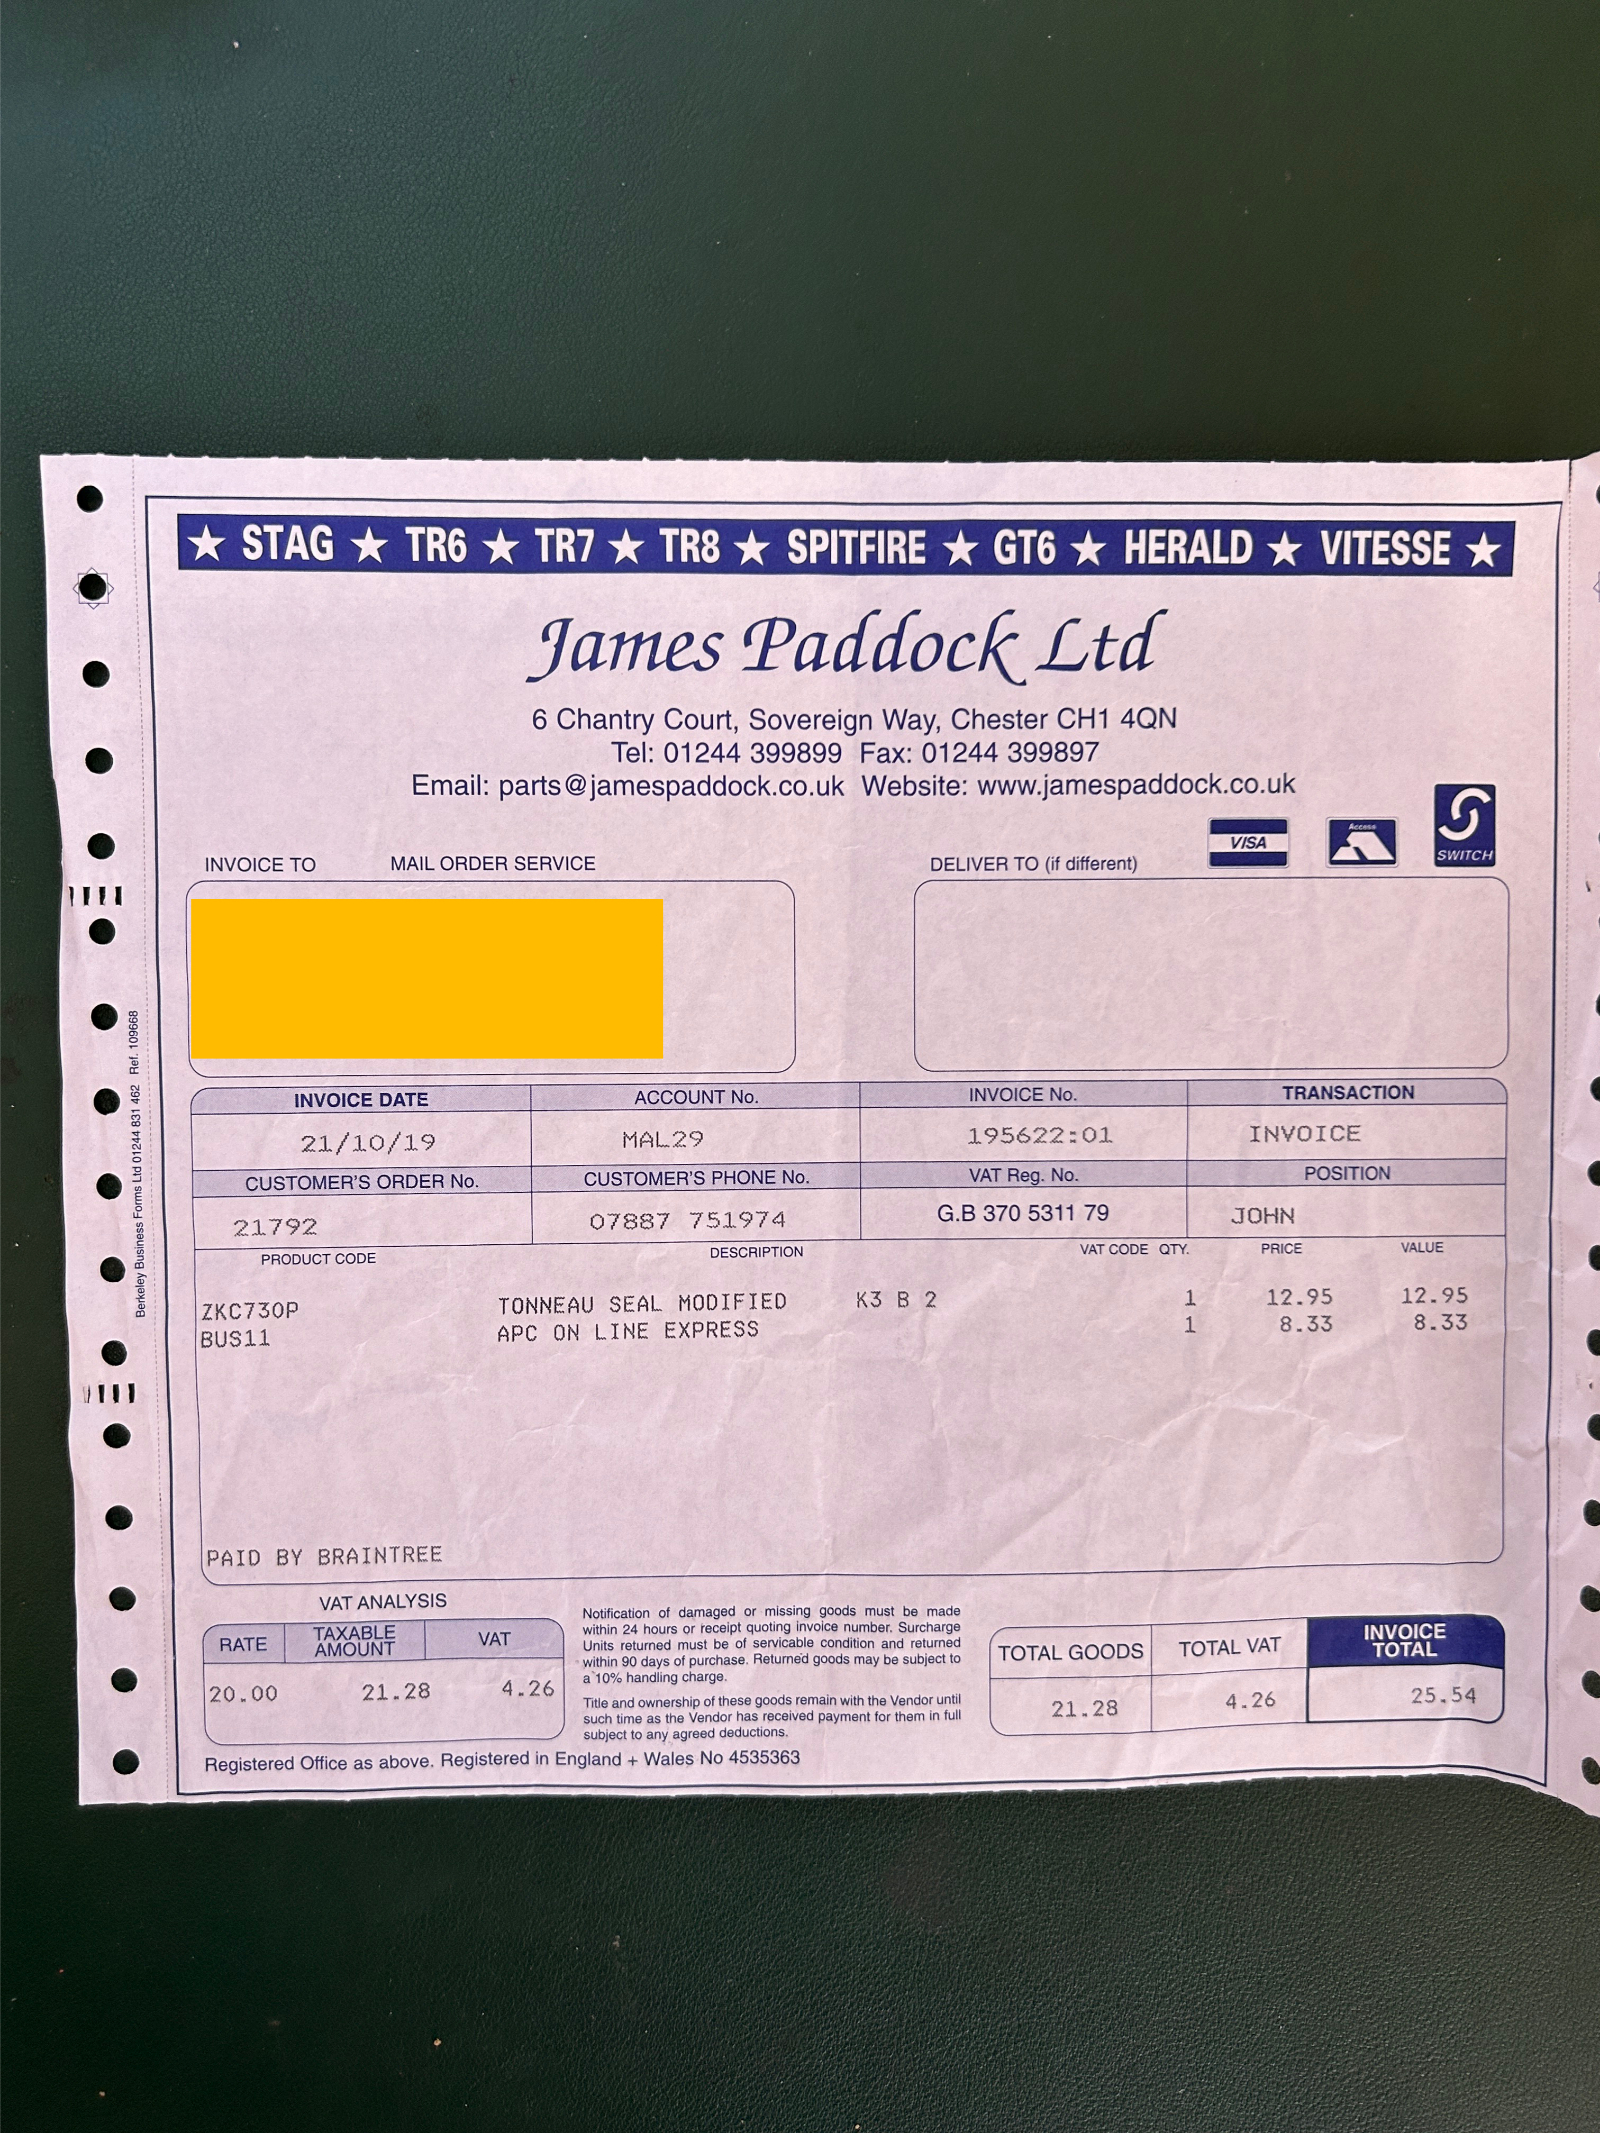 ★ STAG ★ TR6 ★ TR7 ★ TR8 ★ SPITFIRE ★ GT6 ★ HERALD ★ VITESSE ★
James Paddock Ltd
6 Chantry Court, Sovereign Way, Chester CH1 4QN
Tel: 01244 399899 Fax: 01244 399897
Email: parts@jamespaddock.co.uk Website: www.jamespaddock.co.uk
VISA Access SWITCH
INVOICE TO MAIL ORDER SERVICE DELIVER TO (if different)
INVOICE DATE ACCOUNT No. INVOICE No. TRANSACTION
21/10/19 MAL29 195622:01 INVOICE
CUSTOMER'S ORDER No. CUSTOMER'S PHONE No. VAT Reg. No. POSITION
21792 07887 751974 G.B 370 5311 79 JOHN
PRODUCT CODE DESCRIPTION VAT CODE QTY. PRICE VALUE
ZKC730P TONNEAU SEAL MODIFIED K3 B 2 1 12.95 12.95
BUS11 APC ON LINE EXPRESS 1 8.33 8.33
PAID BY BRAINTREE
VAT ANALYSIS
RATE TAXABLE AMOUNT VAT
20.00 21.28 4.26
Notification of damaged or missing goods must be made
within 24 hours or receipt quoting invoice number. Surcharge
Units returned must be of servicable condition and returned
within 90 days of purchase. Returned goods may be subject to
a 10% handling charge.
Title and ownership of these goods remain with the Vendor until
such time as the Vendor has received payment for them in full
subject to any agreed deductions.
TOTAL GOODS TOTAL VAT INVOICE TOTAL
21.28 4.26 25.54
Registered Office as above. Registered in England + Wales No 4535363
Berkeley Business Forms Ltd 01244 831 462 Ref. 109668